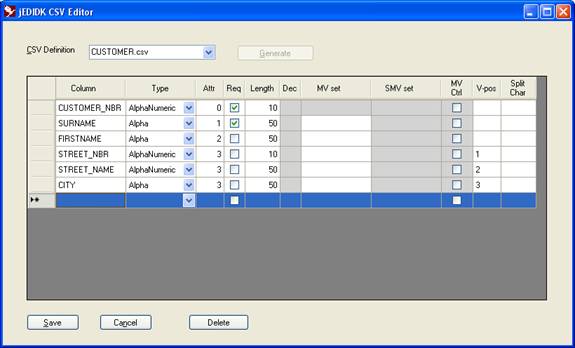 jEDIDK CSV Editor
CSV Definition CUSTOMER.csv Generate
Column Type Attr Req Length Dec MV set SMV set MV Ctrl V-pos Split Char
CUSTOMER_NBR AlphaNumeric 0 10
SURNAME Alpha 1 50
FIRSTNAME Alpha 2 50
STREET_NBR AlphaNumeric 3 10 1
STREET_NAME AlphaNumeric 3 50 2
CITY Alpha 3 50 3
Save Cancel Delete